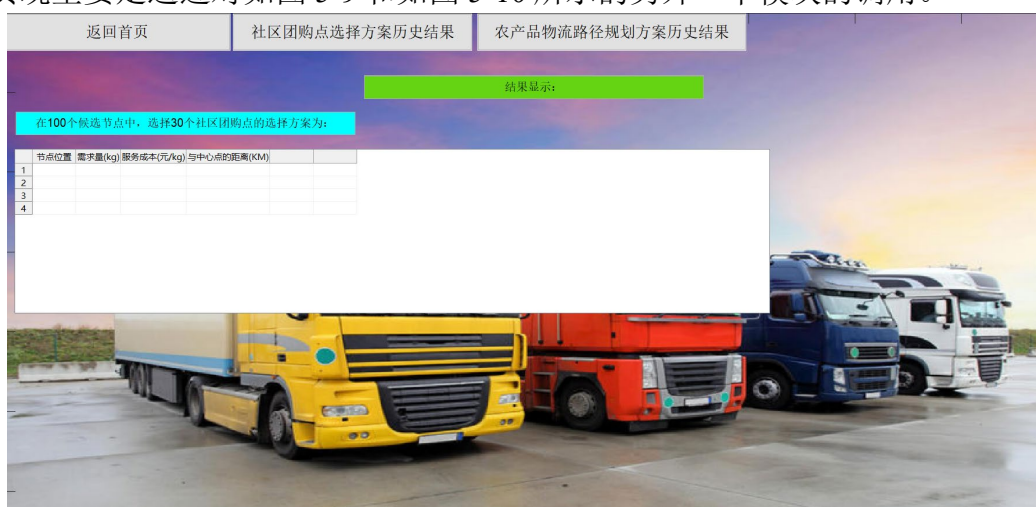 返回首页 社区团购点选择方案历史结果 农产品物流路径规划方案历史结果
结果显示:
在100个候选节点中，选择30个社区团购点的选择方案为:
节点位置 需求量(kg) 服务成本(元/kg) 与中心点的距离(KM)
1
2
3
4